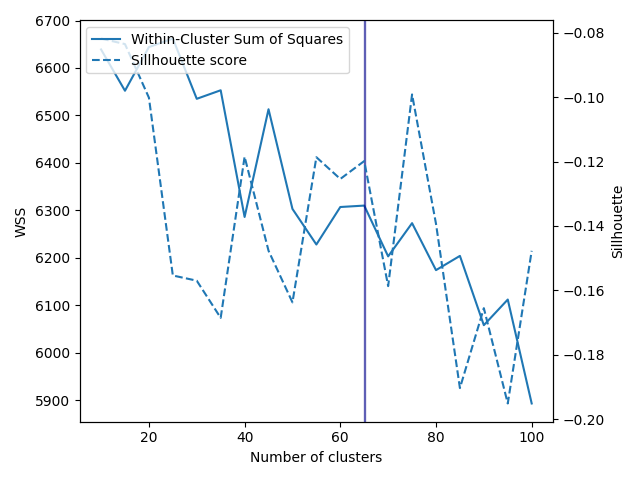 Within-Cluster Sum of Squares
Sillhouette score
WSS
6700
6600
6500
6400
6300
6200
6100
6000
5900
−0.08
−0.10
−0.12
−0.14
−0.16
−0.18
−0.20
Sillhouette
20 40 60 80 100
Number of clusters